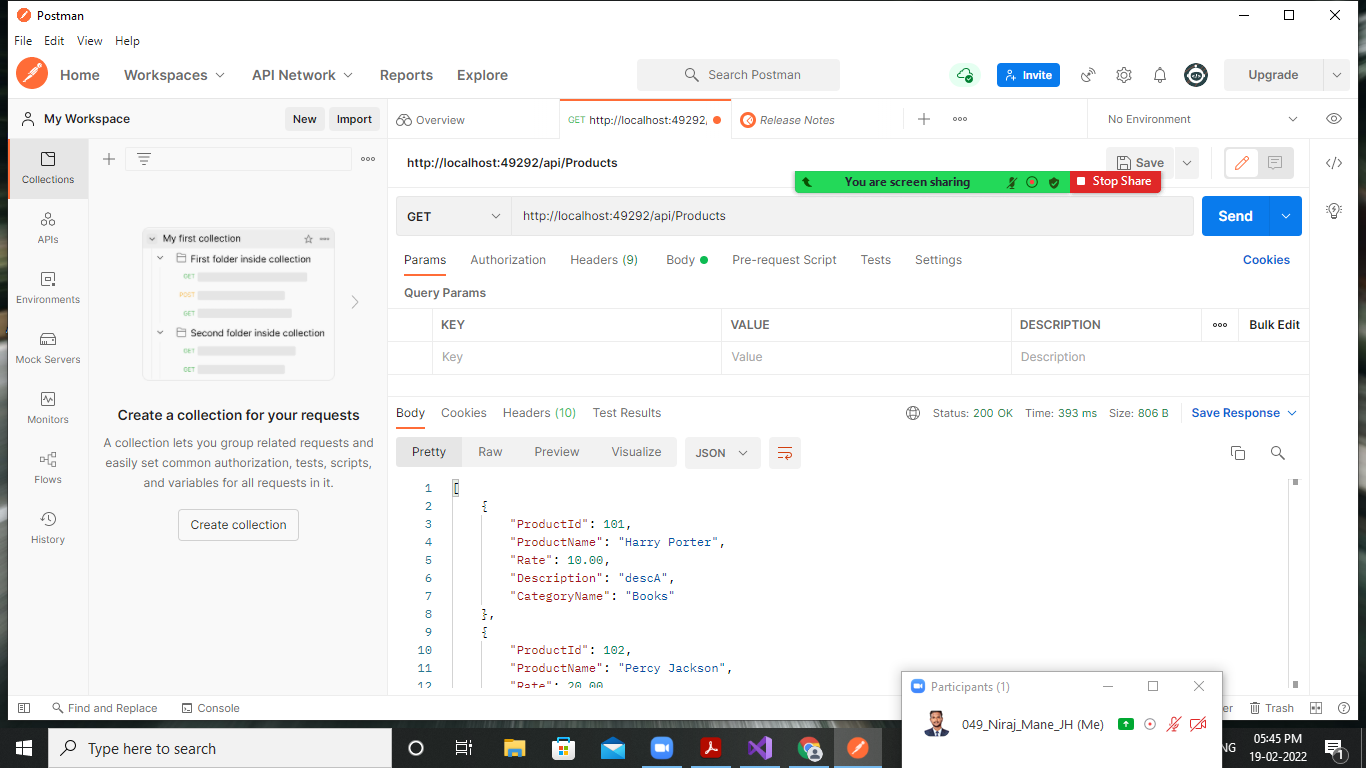 Postman
File Edit View Help
Home Workspaces API Network Reports Explore Search Postman Invite Upgrade
My Workspace New Import Overview GET http://localhost:49292/ Release Notes No Environment
Collections
APIs
Environments
Mock Servers
Monitors
Flows
History
My first collection
First folder inside collection
GET
POST
GET
Second folder inside collection
GET
GET
Create a collection for your requests
A collection lets you group related requests and
easily set common authorization, tests, scripts,
and variables for all requests in it.
Create collection
http://localhost:49292/api/Products Save
You are screen sharing Stop Share
GET http://localhost:49292/api/Products Send
Params Authorization Headers (9) Body Pre-request Script Tests Settings Cookies
Query Params
KEY VALUE DESCRIPTION Bulk Edit
Key Value Description
Body Cookies Headers (10) Test Results Status: 200 OK Time: 393 ms Size: 806 B Save Response
Pretty Raw Preview Visualize JSON
1 [
2 {
3 "ProductId": 101,
4 "ProductName": "Harry Porter",
5 "Rate": 10.00,
6 "Description": "descA",
7 "CategoryName": "Books"
8 },
9 {
10 "ProductId": 102,
11 "ProductName": "Percy Jackson",
12 "Rate": 20.00
Participants (1)
049_Niraj_Mane_JH (Me)
Find and Replace Console Trash
Type here to search
05:45 PM
19-02-2022
1